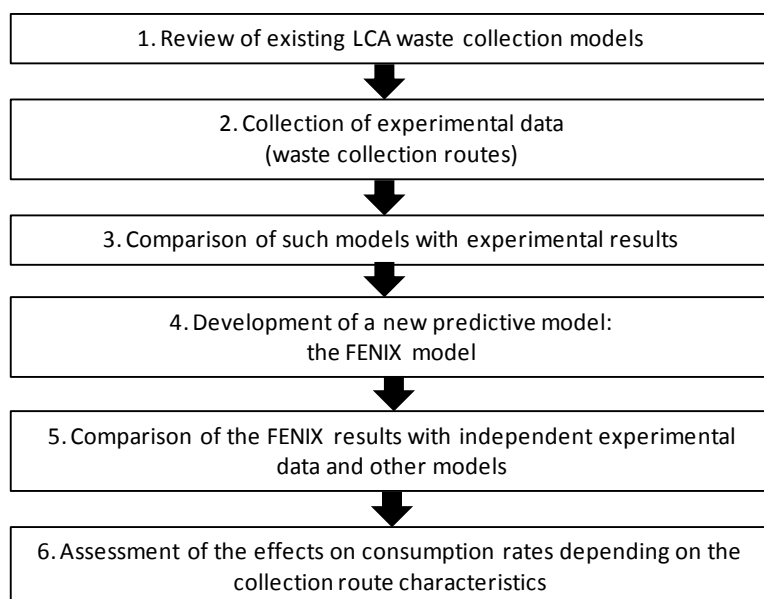 1. Review of existing LCA waste collection models
2. Collection of experimental data
(waste collection routes)
3. Comparison of such models with experimental results
4. Development of a new predictive model:
the FENIX model
5. Comparison of the FENIX results with independent experimental
data and other models
6. Assessment of the effects on consumption rates depending on the
collection route characteristics